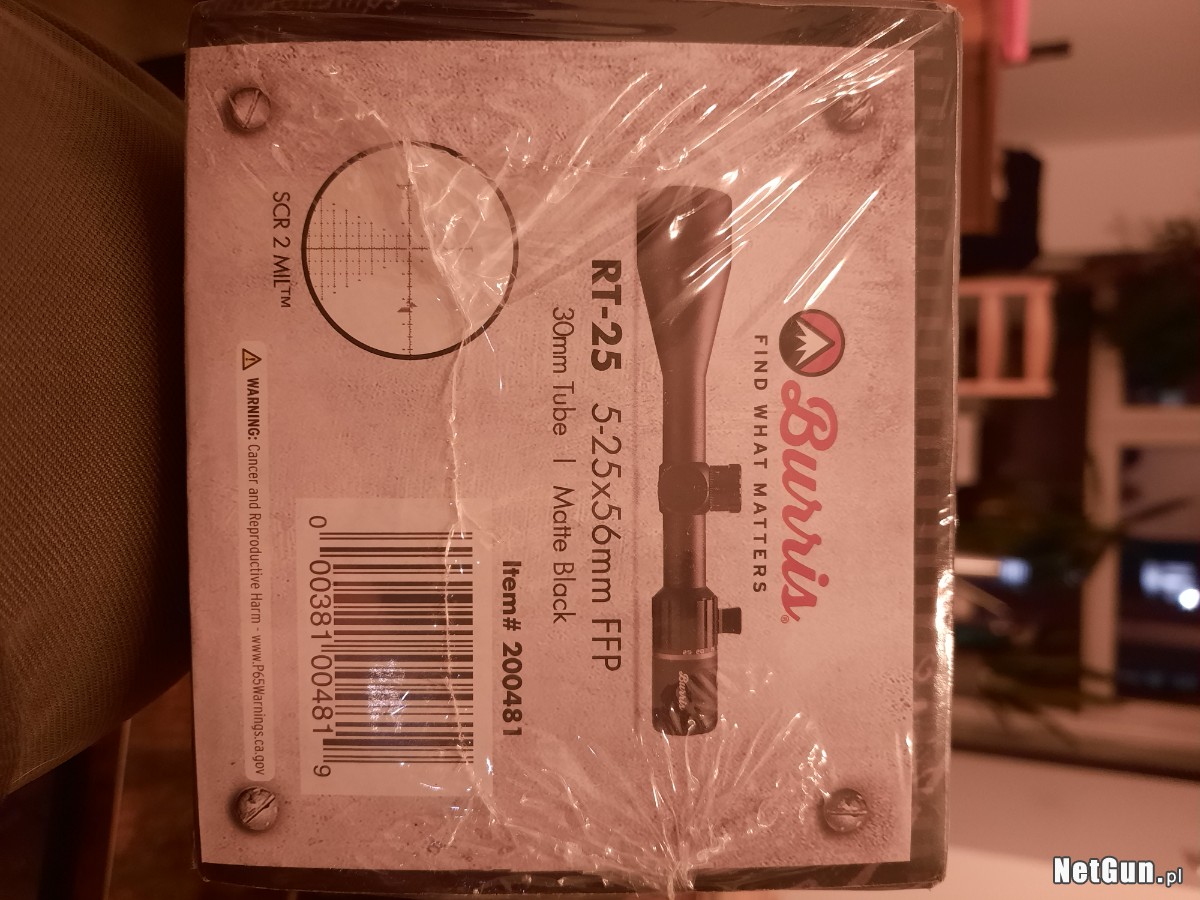 Burris®
FIND WHAT MATTERS
Burris
RT-25 5-25x56mm FFP
30mm Tube | Matte Black
Item# 200481
0 00381 00481 9
SCR 2 MIL™
⚠ WARNING: Cancer and Reproductive Harm - www.P65Warnings.ca.gov
NetGun.pl